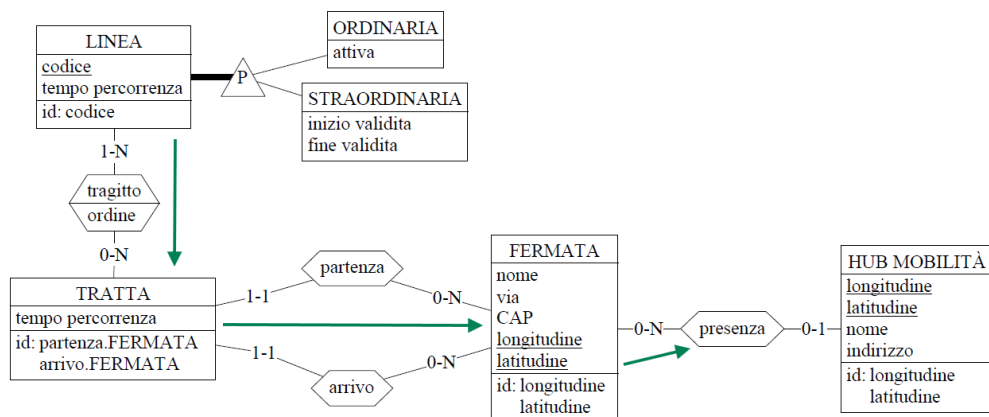 LINEA
codice
tempo percorrenza
id: codice
P
ORDINARIA
attiva
STRAORDINARIA
inizio validita
fine validita
1-N
tragitto
ordine
0-N
TRATTA
tempo percorrenza
id: partenza.FERMATA
arrivo.FERMATA
1-1
partenza
0-N
1-1
arrivo
0-N
FERMATA
nome
via
CAP
longitudine
latitudine
id: longitudine
latitudine
0-N
presenza
0-1
HUB MOBILITÀ
longitudine
latitudine
nome
indirizzo
id: longitudine
latitudine